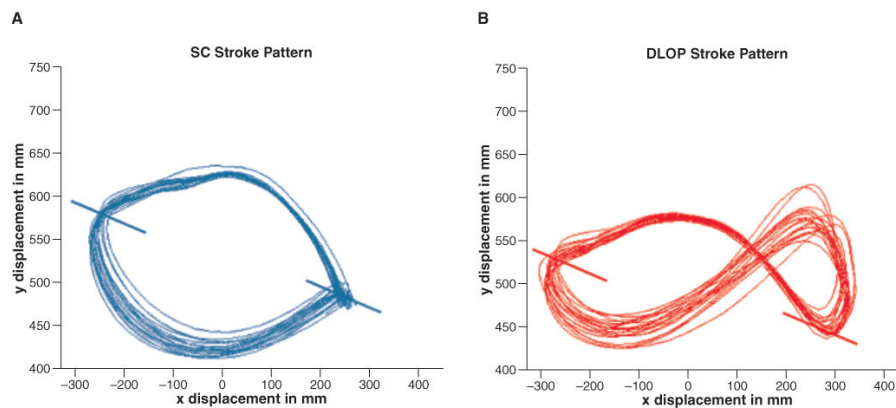 A
SC Stroke Pattern
750
700
650
600
550
500
450
400
y displacement in mm
−300 −200 −100 0 100 200 300 400
x displacement in mm
B
DLOP Stroke Pattern
750
700
650
600
550
500
450
400
y displacement in mm
−300 −200 −100 0 100 200 300 400
x displacement in mm